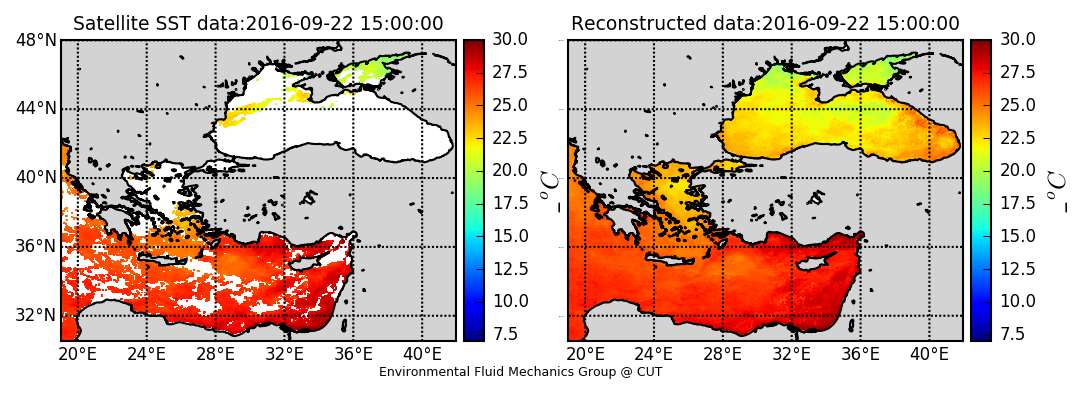 Satellite SST data:2016-09-22 15:00:00
48°N
44°N
40°N
36°N
32°N
20°E 24°E 28°E 32°E 36°E 40°E
30.0
27.5
25.0
22.5
20.0
17.5
15.0
12.5
10.0
7.5
_°C
Reconstructed data:2016-09-22 15:00:00
20°E 24°E 28°E 32°E 36°E 40°E
30.0
27.5
25.0
22.5
20.0
17.5
15.0
12.5
10.0
7.5
_°C
Environmental Fluid Mechanics Group @ CUT